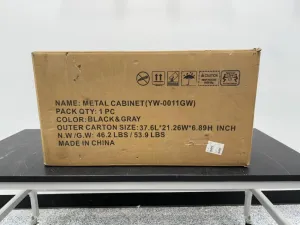 NAME: METAL CABINET(YW-0011GW)
PACK QTY: 1 PC
COLOR: BLACK&GRAY
OUTER CARTON SIZE:37.6L*21.26W*6.89H INCH
N.W/G.W: 46.2 LBS / 53.9 LBS
MADE IN CHINA